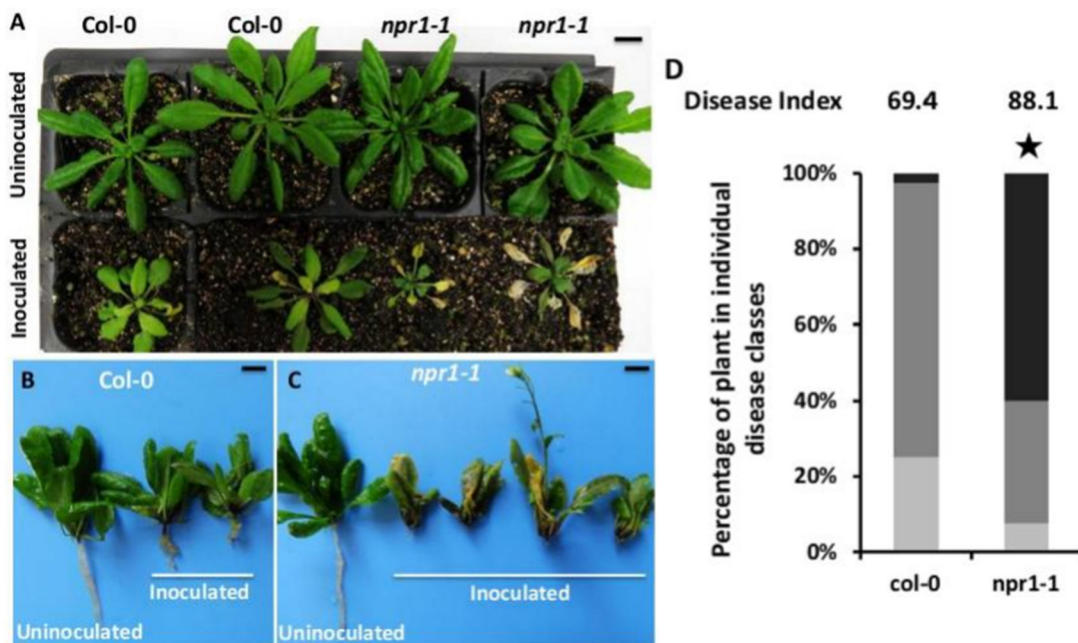 A
Col-0 Col-0 npr1-1 npr1-1
Uninoculated
Inoculated
B
Col-0
Inoculated
Uninoculated
C
npr1-1
Inoculated
Uninoculated
D
Disease Index 69.4 88.1
★
Percentage of plant in individual
disease classes
100%
80%
60%
40%
20%
0%
col-0 npr1-1